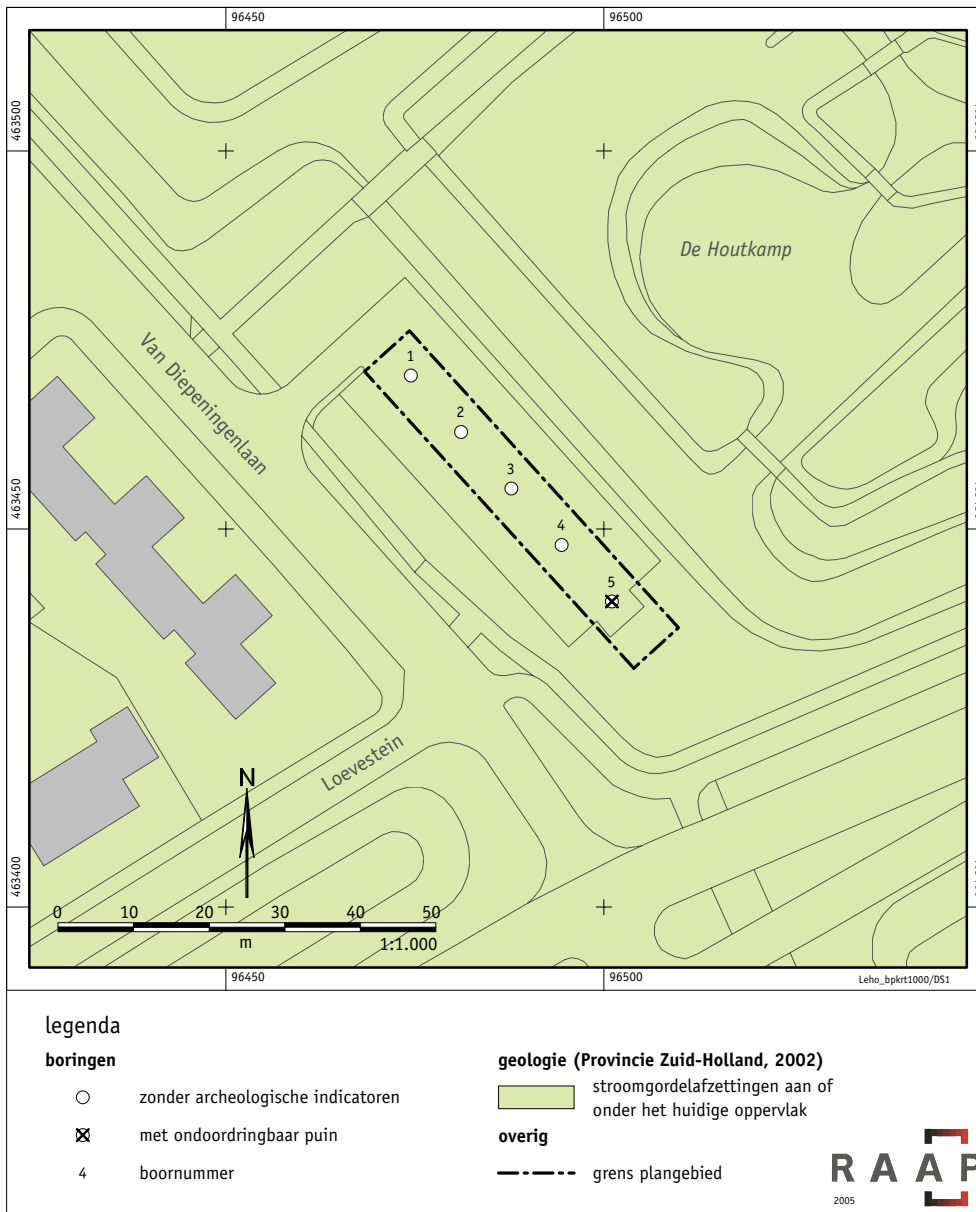 96450
96500
463500
De Houtkamp
Van Diepeningenlaan
1
2
3
463450
4
5
Loevestein
N
463400
0 10 20 30 40 50
m
1:1.000
96450
96500
Leho_bpkrt1000/DS1
legenda
boringen
zonder archeologische indicatoren
met ondoordringbaar puin
4 boornummer
geologie (Provincie Zuid-Holland, 2002)
stroomgordelafzettingen aan of
onder het huidige oppervlak
overig
grens plangebied
RAAP
2005